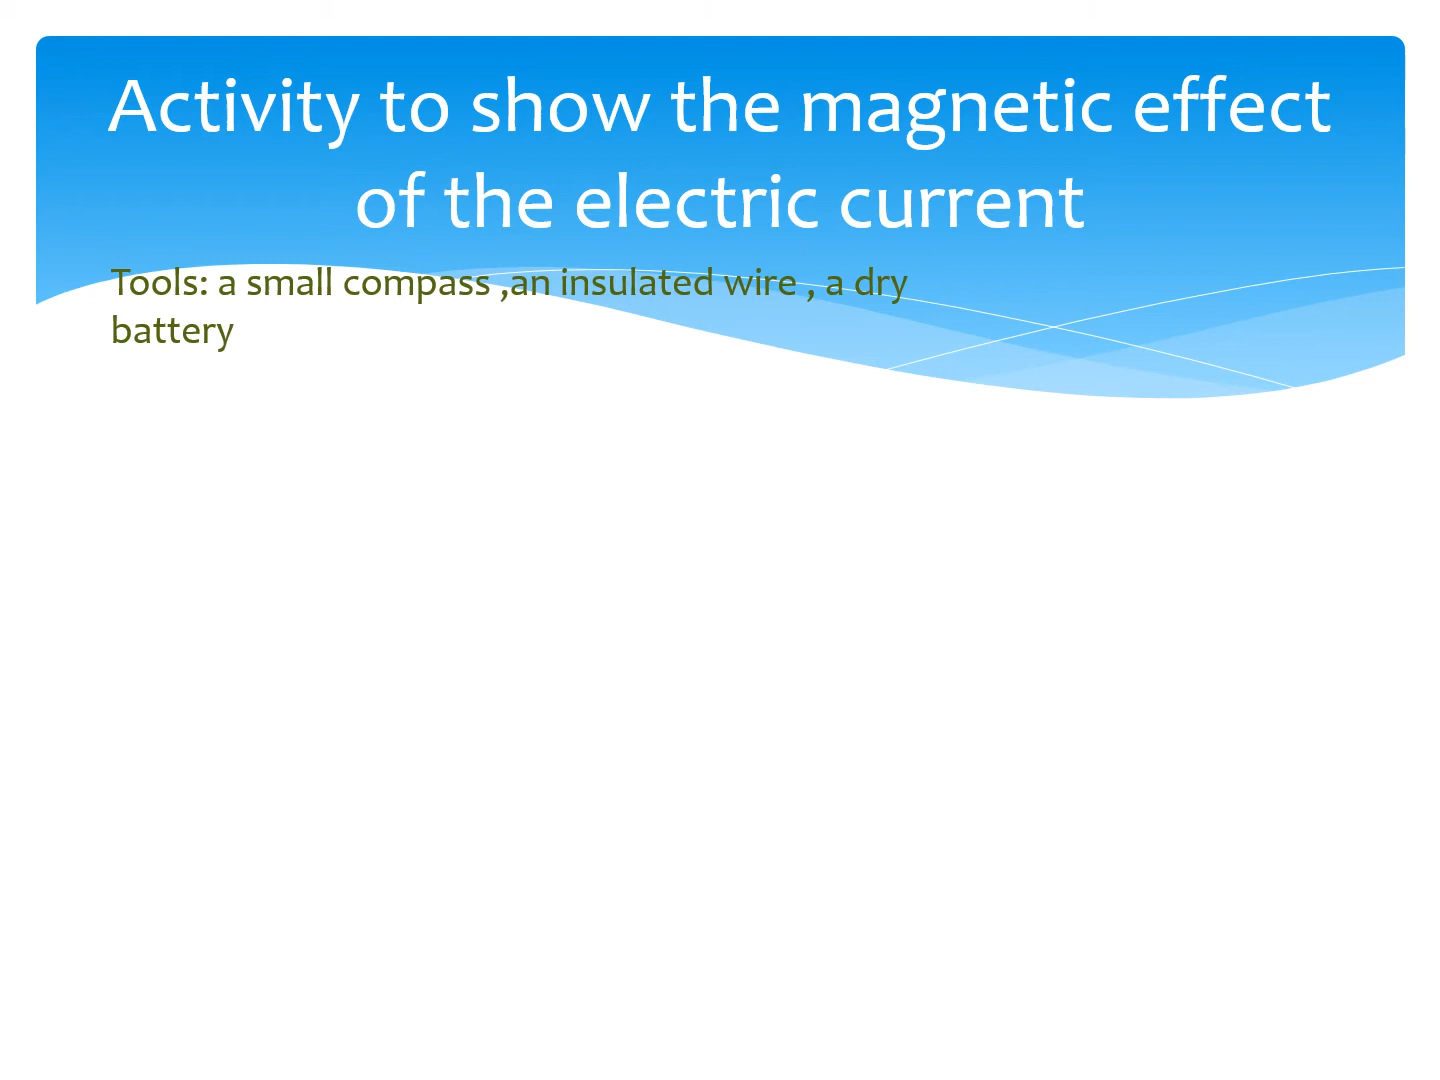 Activity to show the magnetic effect
of the electric current
Tools: a small compass ,an insulated wire , a dry
battery